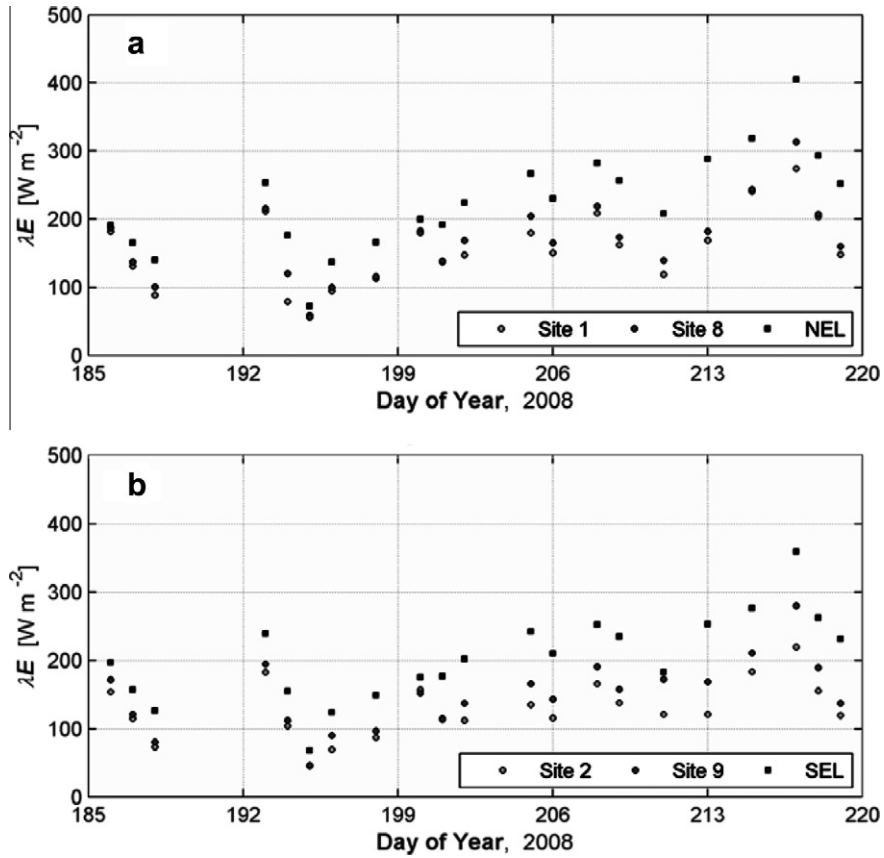 a
500
400
300
200
100
0
λE [W m⁻²]
Site 1 Site 8 NEL
185 192 199 206 213 220
Day of Year, 2008
b
500
400
300
200
100
0
λE [W m⁻²]
Site 2 Site 9 SEL
185 192 199 206 213 220
Day of Year, 2008